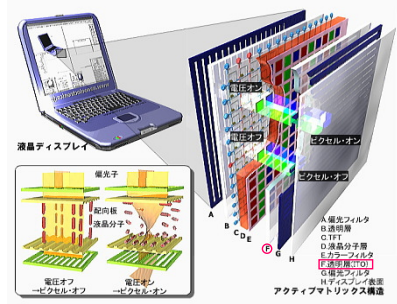 電圧オン
電圧オフ
ピクセル・オン
ピクセル・オフ
液晶ディスプレイ
A
B
C
D
E
F
G
H
偏光子
配向板
液晶分子
電圧オフ
→ピクセル・オフ
電圧オン
→ピクセル・オン
A.偏光フィルタ
B.透明層
C.TFT
D.液晶分子層
E.カラーフィルタ
F.透明層(ITO)
G.偏光フィルタ
H.ディスプレイ表面
アクティブマトリックス構造